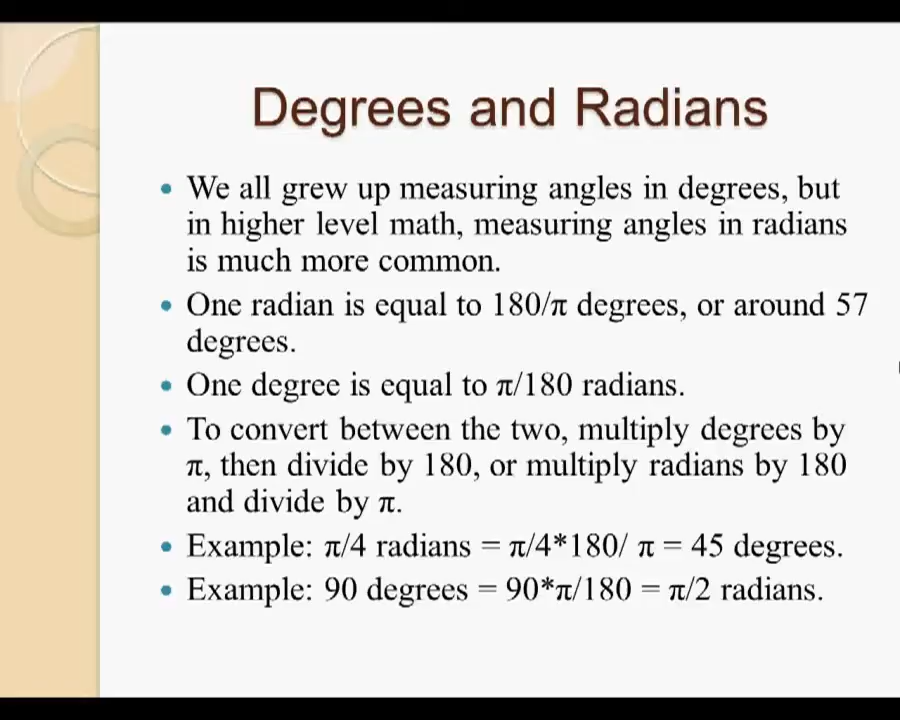 Degrees and Radians
• We all grew up measuring angles in degrees, but
in higher level math, measuring angles in radians
is much more common.
• One radian is equal to 180/π degrees, or around 57
degrees.
• One degree is equal to π/180 radians.
• To convert between the two, multiply degrees by
π, then divide by 180, or multiply radians by 180
and divide by π.
• Example: π/4 radians = π/4*180/ π = 45 degrees.
• Example: 90 degrees = 90*π/180 = π/2 radians.